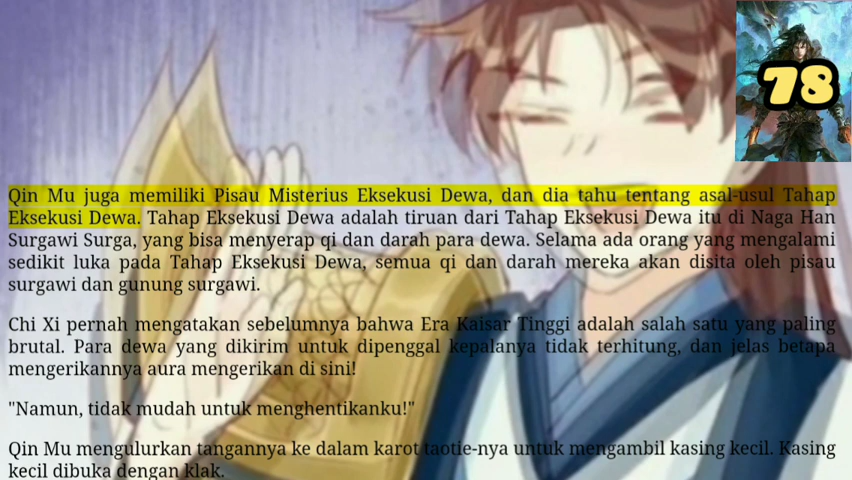 78
Qin Mu juga memiliki Pisau Misterius Eksekusi Dewa, dan dia tahu tentang asal-usul Tahap
Eksekusi Dewa. Tahap Eksekusi Dewa adalah tiruan dari Tahap Eksekusi Dewa itu di Naga Han
Surgawi Surga, yang bisa menyerap qi dan darah para dewa. Selama ada orang yang mengalami
sedikit luka pada Tahap Eksekusi Dewa, semua qi dan darah mereka akan disita oleh pisau
surgawi dan gunung surgawi.
Chi Xi pernah mengatakan sebelumnya bahwa Era Kaisar Tinggi adalah salah satu yang paling
brutal. Para dewa yang dikirim untuk dipenggal kepalanya tidak terhitung, dan jelas betapa
mengerikannya aura mengerikan di sini!
"Namun, tidak mudah untuk menghentikanku!"
Qin Mu mengulurkan tangannya ke dalam karot taotie-nya untuk mengambil kasing kecil. Kasing
kecil dibuka dengan klak.